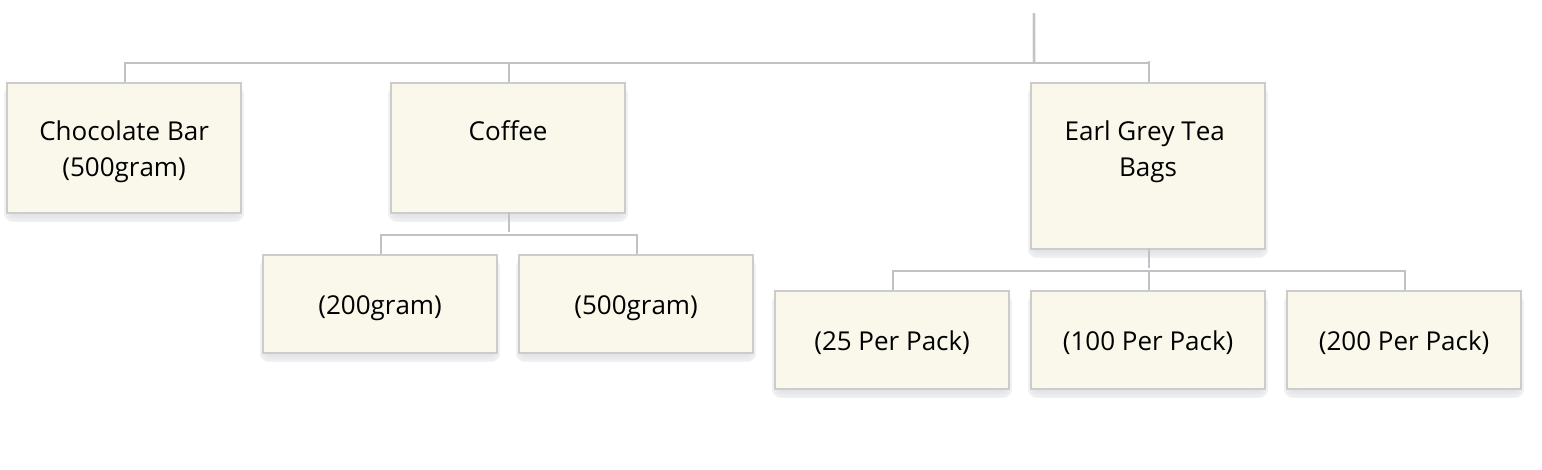 Chocolate Bar
(500gram)
Coffee
Earl Grey Tea
Bags
(200gram)
(500gram)
(25 Per Pack)
(100 Per Pack)
(200 Per Pack)